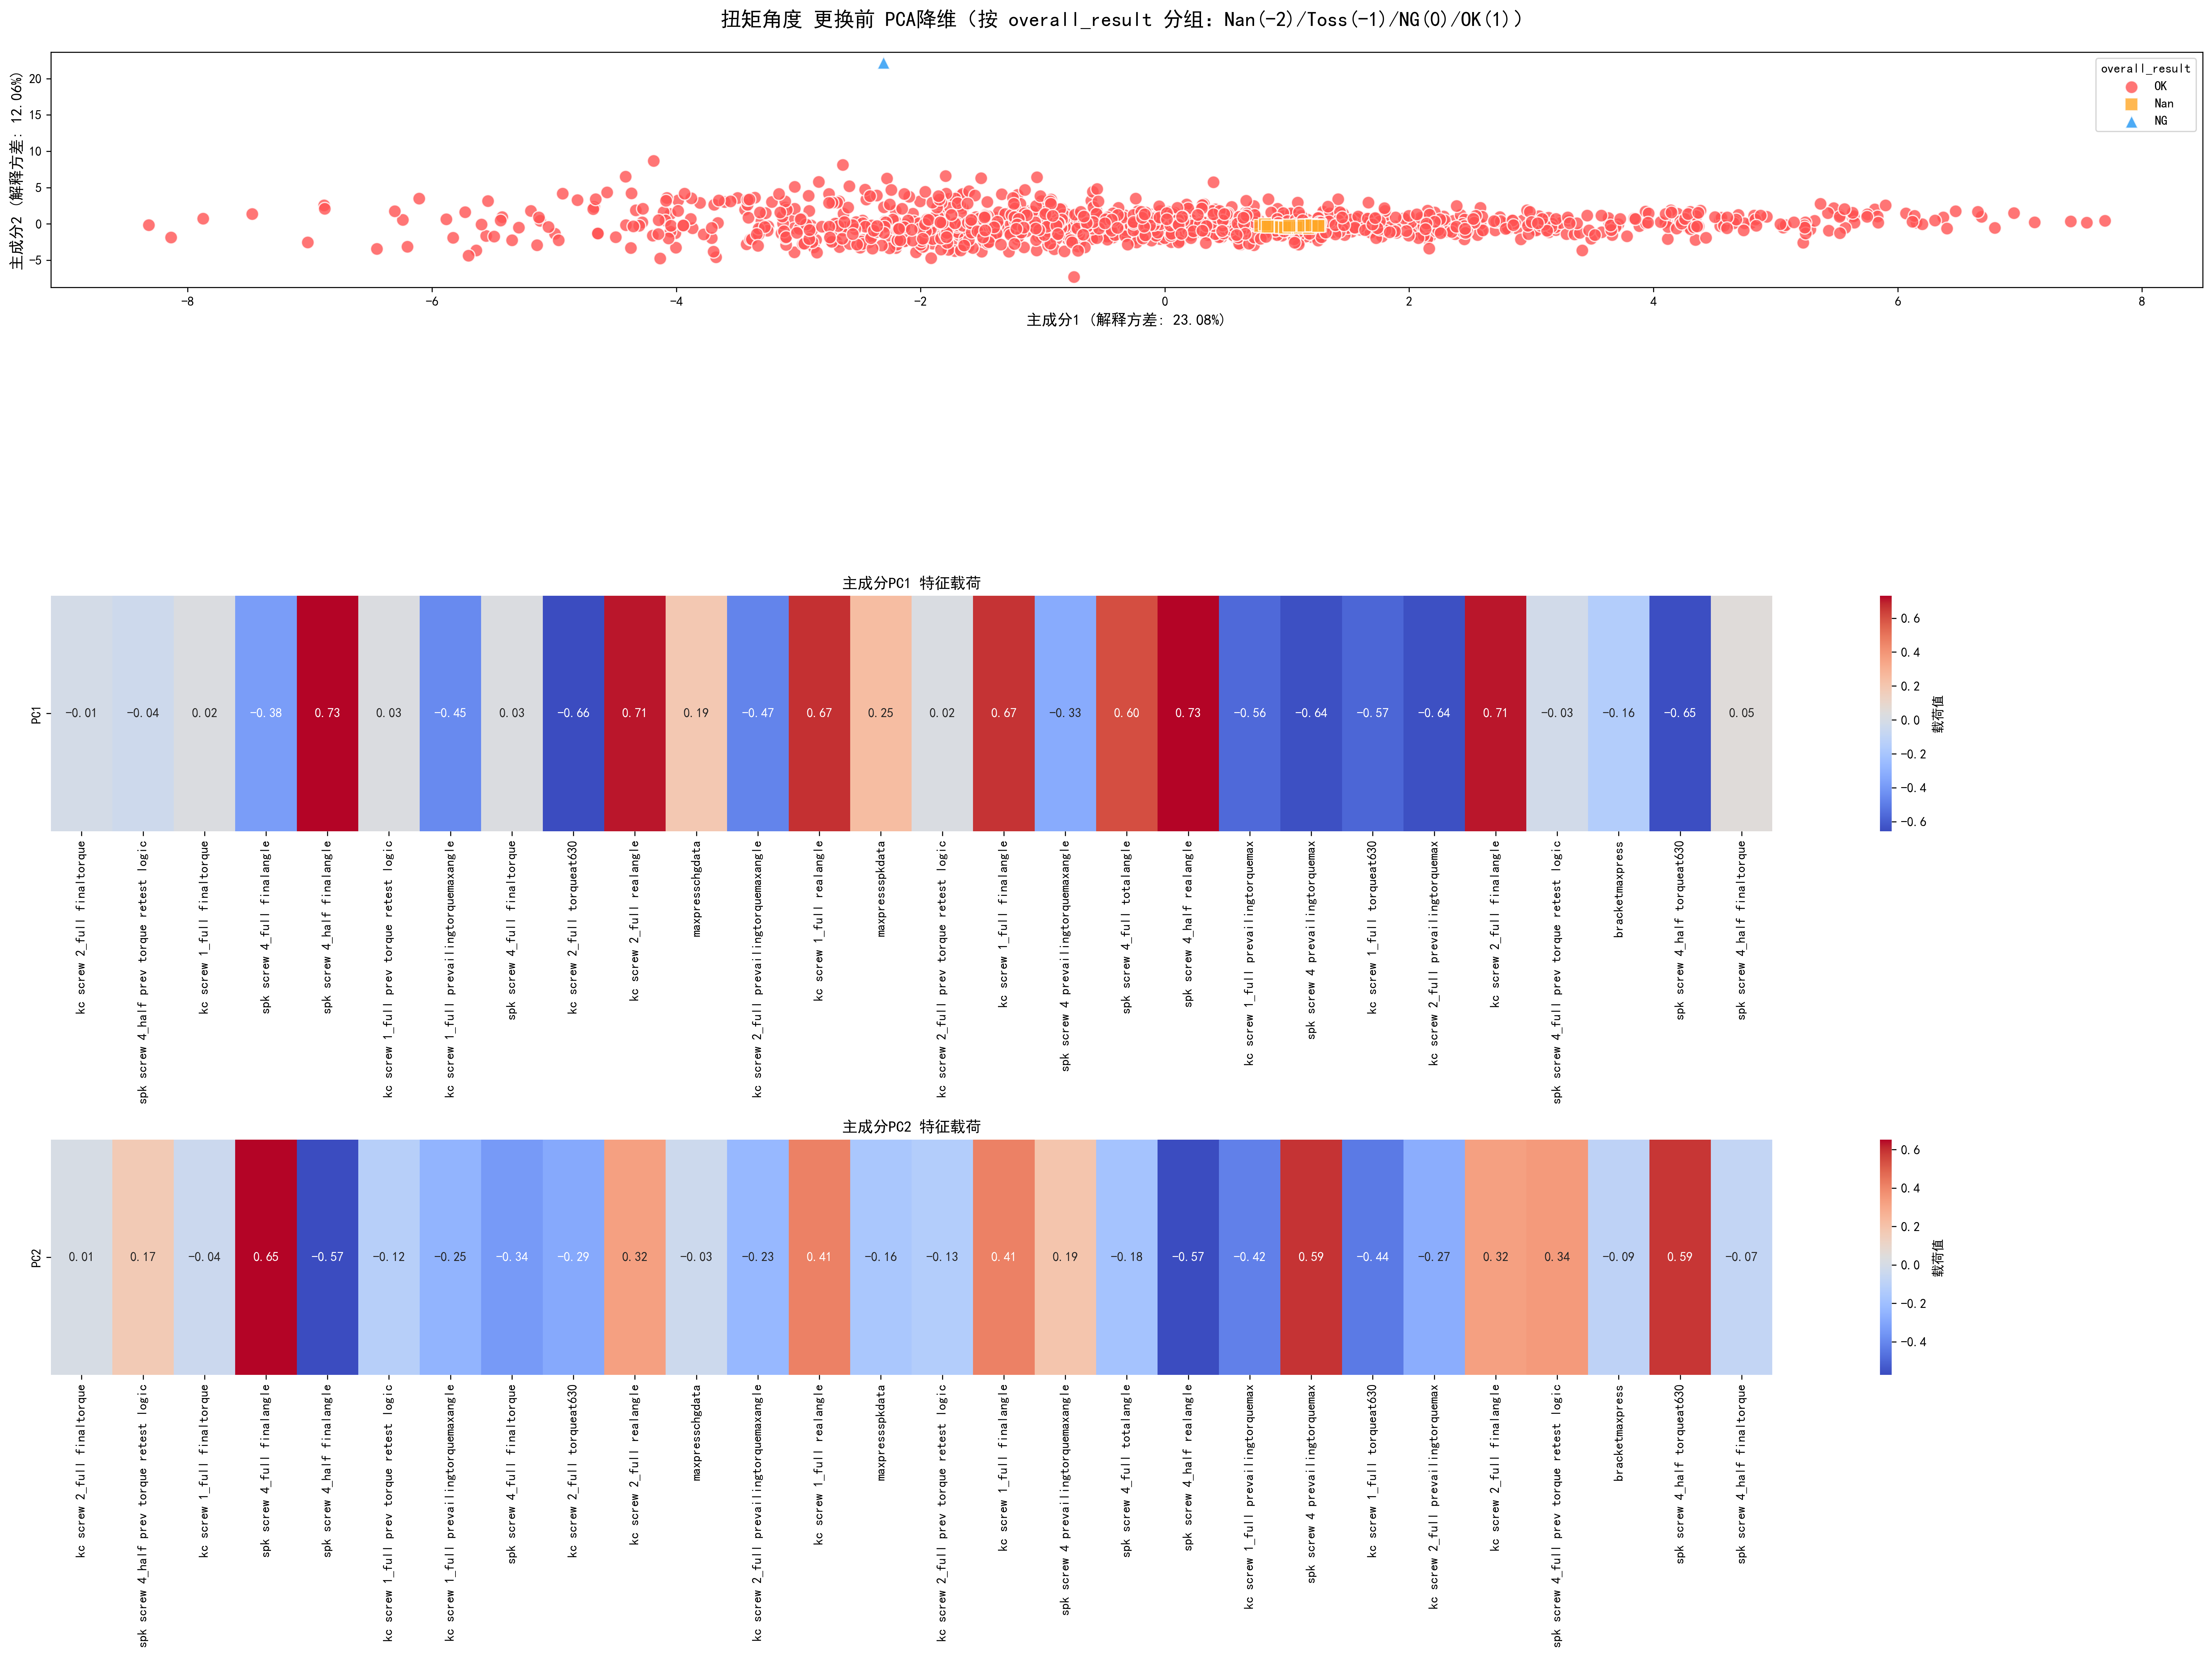 扭矩角度 更换前 PCA降维（按 overall_result 分组：Nan(-2)/Toss(-1)/NG(0)/OK(1)）
主成分2 (解释方差: 12.06%)
20
15
10
5
0
−5
overall_result
OK
Nan
NG
−8 −6 −4 −2 0 2 4 6 8
主成分1 (解释方差: 23.08%)
主成分PC1 特征载荷
PC1
−0.01 −0.04 0.02 −0.38 0.73 0.03 −0.45 0.03 −0.66 0.71 0.19 −0.47 0.67 0.25 0.02 0.67 −0.33 0.60 0.73 −0.56 −0.64 −0.57 −0.64 0.71 −0.03 −0.16 −0.65 0.05
0.6
0.4
0.2
0.0
−0.2
−0.4
−0.6
载荷值
kc screw 2_full finaltorque
spk screw 4_half prev torque retest logic
kc screw 1_full finaltorque
spk screw 4_full finalangle
spk screw 4_half finalangle
kc screw 1_full prev torque retest logic
kc screw 1_full prevailingtorquemaxangle
spk screw 4_full finaltorque
kc screw 2_full torqueat630
kc screw 2_full realangle
maxpresschgdata
kc screw 2_full prevailingtorquemaxangle
kc screw 1_full realangle
maxpressspkdata
kc screw 2_full prev torque retest logic
kc screw 1_full finalangle
spk screw 4 prevailingtorquemaxangle
spk screw 4_full totalangle
spk screw 4_half realangle
kc screw 1_full prevailingtorquemax
spk screw 4 prevailingtorquemax
kc screw 1_full torqueat630
kc screw 2_full prevailingtorquemax
kc screw 2_full finalangle
spk screw 4_full prev torque retest logic
bracketmaxpress
spk screw 4_half torqueat630
spk screw 4_half finaltorque
主成分PC2 特征载荷
PC2
0.01 0.17 −0.04 0.65 −0.57 −0.12 −0.25 −0.34 −0.29 0.32 −0.03 −0.23 0.41 −0.16 −0.13 0.41 0.19 −0.18 −0.57 −0.42 0.59 −0.44 −0.27 0.32 0.34 −0.09 0.59 −0.07
0.6
0.4
0.2
0.0
−0.2
−0.4
载荷值
kc screw 2_full finaltorque
spk screw 4_half prev torque retest logic
kc screw 1_full finaltorque
spk screw 4_full finalangle
spk screw 4_half finalangle
kc screw 1_full prev torque retest logic
kc screw 1_full prevailingtorquemaxangle
spk screw 4_full finaltorque
kc screw 2_full torqueat630
kc screw 2_full realangle
maxpresschgdata
kc screw 2_full prevailingtorquemaxangle
kc screw 1_full realangle
maxpressspkdata
kc screw 2_full prev torque retest logic
kc screw 1_full finalangle
spk screw 4 prevailingtorquemaxangle
spk screw 4_full totalangle
spk screw 4_half realangle
kc screw 1_full prevailingtorquemax
spk screw 4 prevailingtorquemax
kc screw 1_full torqueat630
kc screw 2_full prevailingtorquemax
kc screw 2_full finalangle
spk screw 4_full prev torque retest logic
bracketmaxpress
spk screw 4_half torqueat630
spk screw 4_half finaltorque